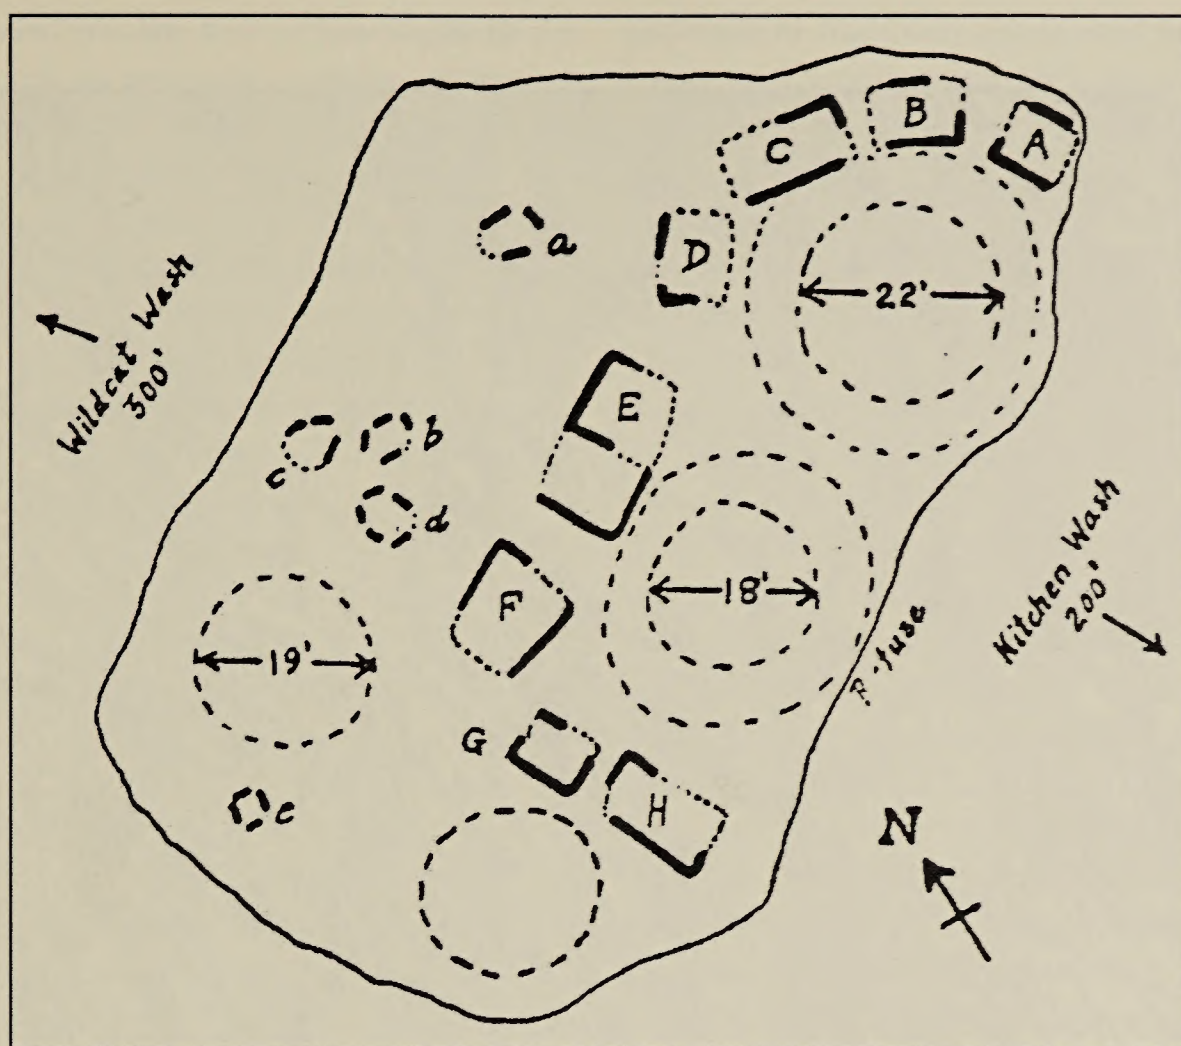 B
A
C
a
D
22'
Wildcat Wash
300'
E
b
c
d
F
18'
Kitchen Wash
200'
19'
Refuse
G
H
e
N